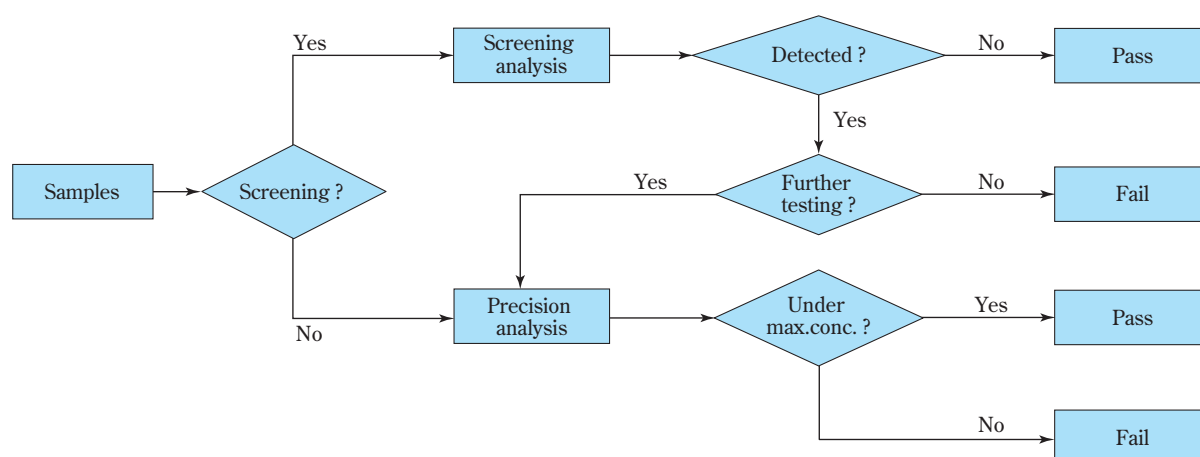 Yes
Screening
analysis
Detected ?
No
Pass
Yes
Samples
Screening ?
Yes
Further
testing ?
No
Fail
No
Precision
analysis
Under
max.conc. ?
Yes
Pass
No
Fail